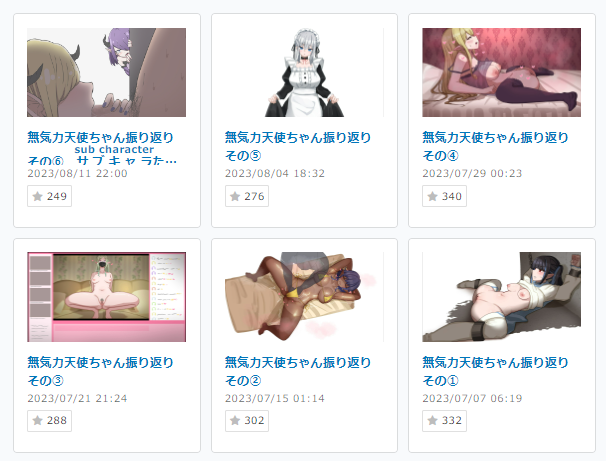 無気力天使ちゃん振り返り
sub character
その⑥ サブキャラた…
2023/08/11 22:00
249
無気力天使ちゃん振り返り
その⑤
2023/08/04 18:32
276
無気力天使ちゃん振り返り
その④
2023/07/29 00:23
340
無気力天使ちゃん振り返り
その③
2023/07/21 21:24
288
無気力天使ちゃん振り返り
その②
2023/07/15 01:14
302
無気力天使ちゃん振り返り
その①
2023/07/07 06:19
332